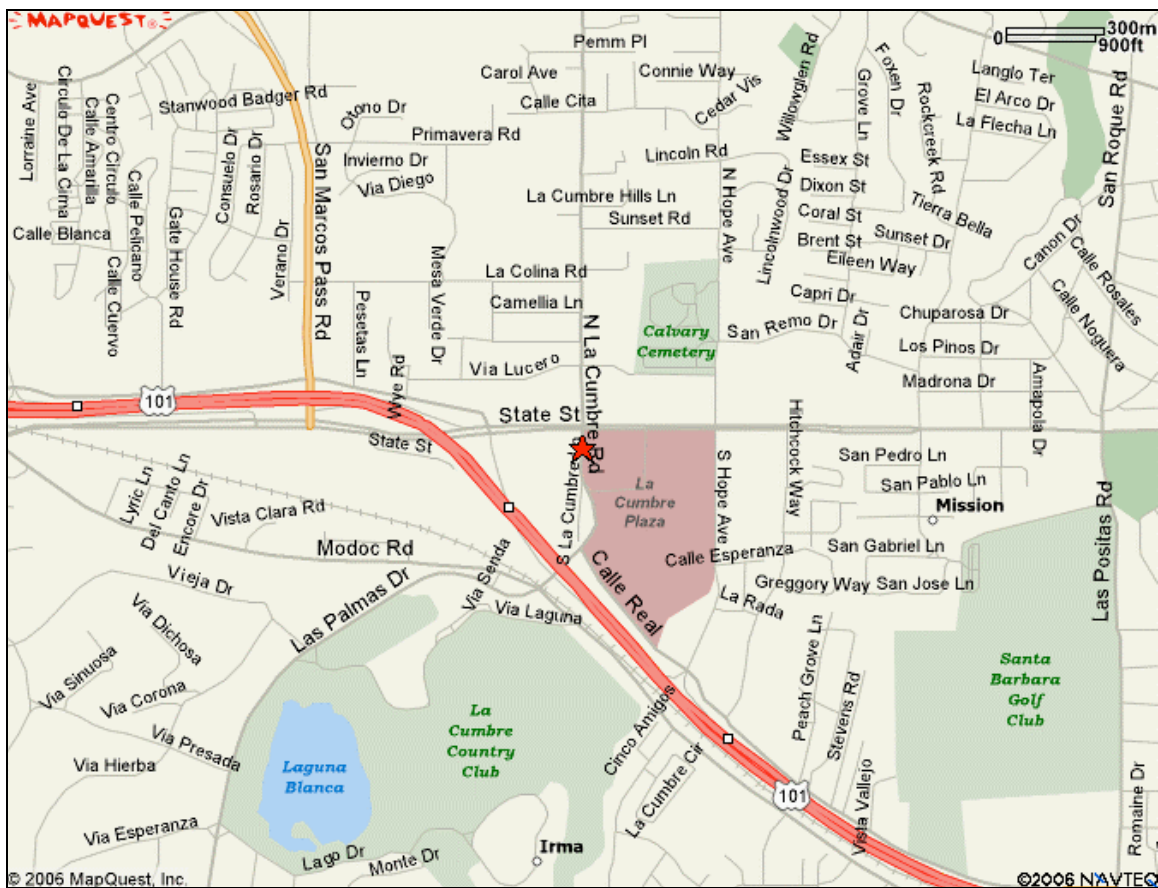 MAPQUEST®
0
300m
900ft
Pemm Pl
Carol Ave
Connie Way
Calle Cita
Cedar Vis
Willowglen Rd
Grove Ln
Foxen Dr
Rockcreek Rd
Langlo Ter
El Arco Dr
La Flecha Ln
San Roque Rd
Lorraine Ave
Circulo De La Cima
Calle Amarilla
Centro Circulo
Calle Pelicano
Stanwood Badger Rd
Otono Dr
Primavera Rd
Consuelo Dr
Rosario Dr
San Marcos Pass Rd
Invierno Dr
Via Diego
Lincoln Rd
N Hope Ave
Essex St
Dixon St
Coral St
Brent St
Sunset Dr
Eileen Way
Tierra Bella
Lincolnwood Dr
La Cumbre Hills Ln
Sunset Rd
Canon Dr
Calle Rosales
Calle Noguera
Calle Blanca
Calle Cuervo
Gate House Rd
Verano Dr
Mesa Verde Dr
La Colina Rd
Camellia Ln
Pesetas Ln
N La Cumbre Rd
Calvary
Cemetery
San Remo Dr
Capri Dr
Adair Dr
Chuparosa Dr
Los Pinos Dr
Madrona Dr
Amapola Dr
Via Lucero
Wye Rd
101
State St
State St
Hitchcock Way
S Hope Ave
San Pedro Ln
San Pablo Ln
Mission
Las Positas Rd
La
Cumbre
Plaza
S La Cumbre
Lyric Ln
Del Canto Ln
Encore Dr
Vista Clara Rd
Modoc Rd
Vieja Dr
Las Palmas Dr
Via Senda
Via Laguna
Calle Real
Calle Esperanza
San Gabriel Ln
Greggory Way
San Jose Ln
La Rada
Via Dichosa
Via Sinuosa
Via Corona
Via Presada
Via Hierba
Via Esperanza
Laguna
Blanca
La
Cumbre
Country
Club
Cinco Amigos
La Cumbre Cir
Peach Grove Ln
Stevens Rd
Vista Vallejo
Santa
Barbara
Golf
Club
101
Romaine Dr
Lago Dr
Monte Dr
Irma
© 2006 MapQuest, Inc.
©2006 NAVTEQ